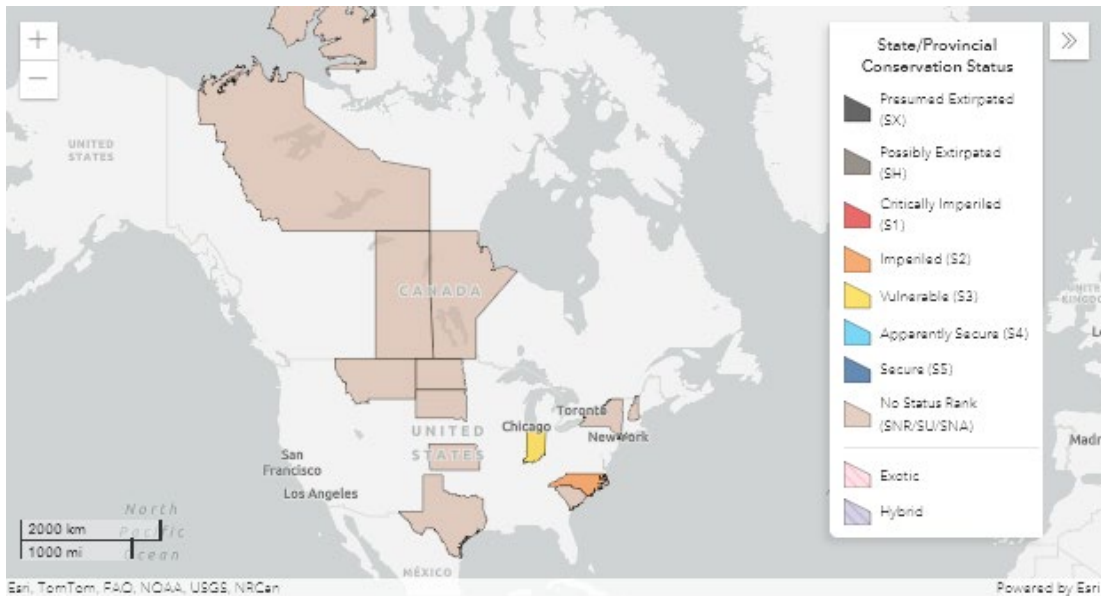 +
−
UNITED
STATES
CANADA
UNITED
STATES
Toronto
Chicago
New York
San
Francisco
Los Angeles
North
Pacific
Ocean
MÉXICO
2000 km
1000 mi
State/Provincial
Conservation Status
Presumed Extirpated
(SX)
Possibly Extirpated
(SH)
Critically Imperiled
(S1)
Imperiled (S2)
Vulnerable (S3)
Apparently Secure (S4)
Secure (S5)
No Status Rank
(SNR/SU/SNA)
Exotic
Hybrid
Esri, TomTom, FAO, NOAA, USGS, NRCan
Powered by Esri